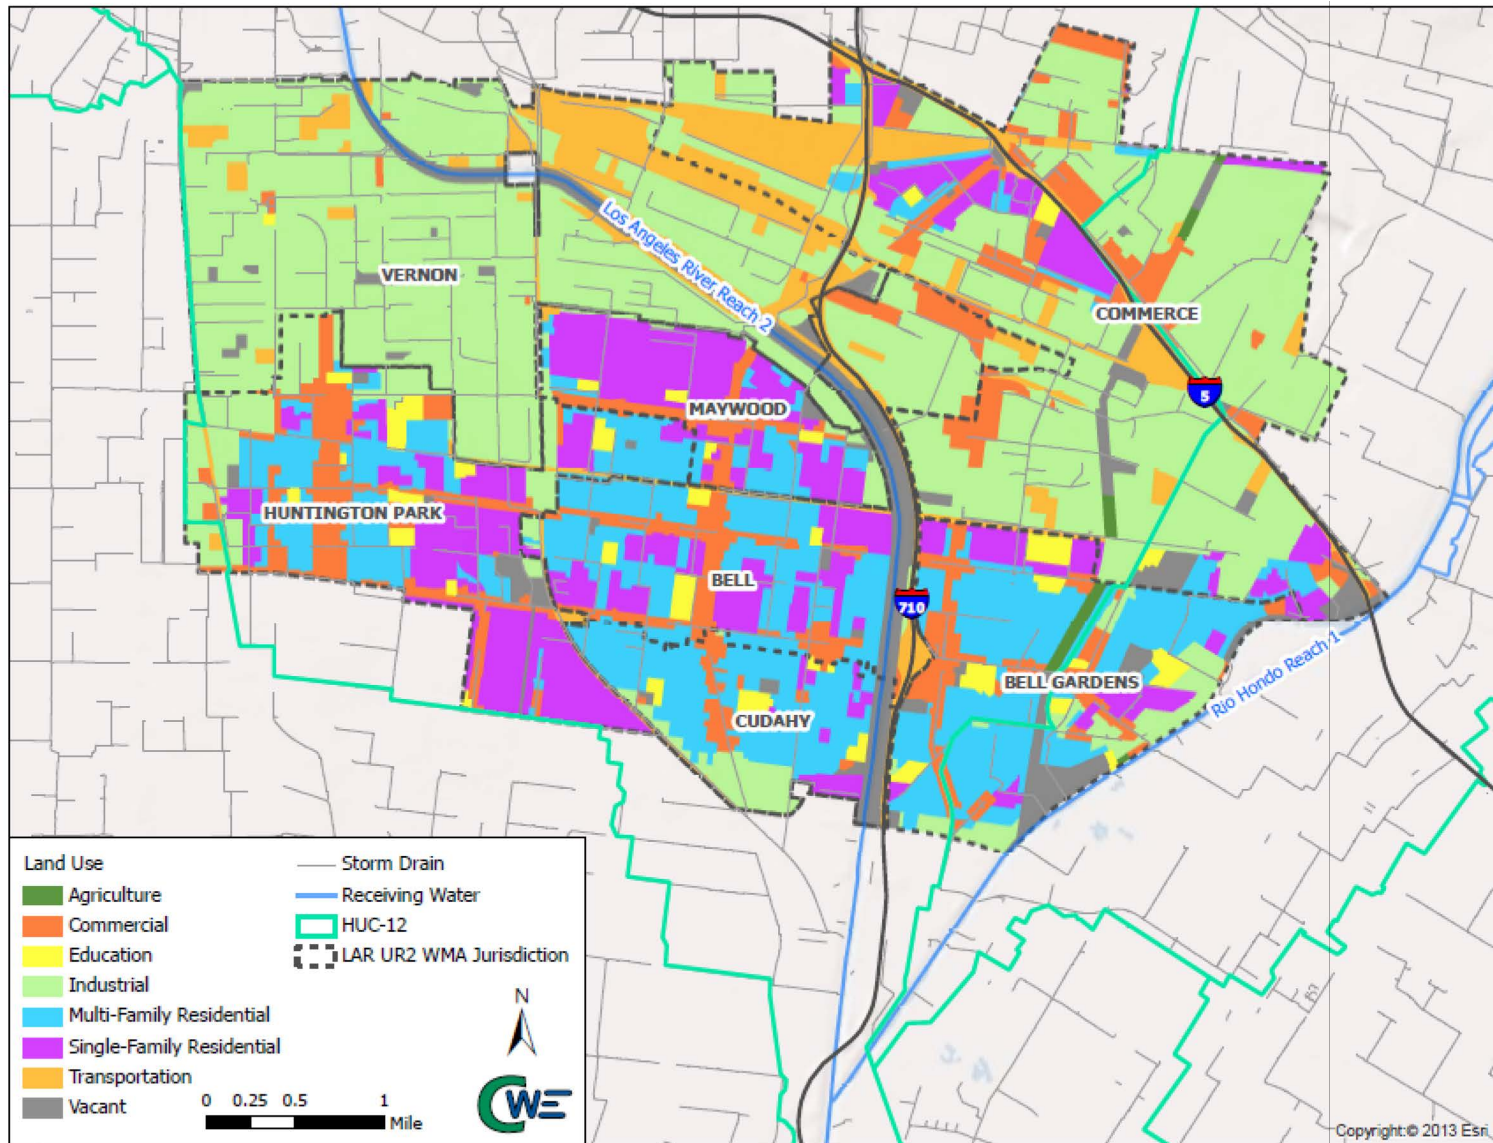 VERNON
Los Angeles River Reach 2
COMMERCE
5
MAYWOOD
HUNTINGTON PARK
BELL
710
BELL GARDENS
Rio Hondo Reach 1
CUDAHY
Land Use
Agriculture
Commercial
Education
Industrial
Multi-Family Residential
Single-Family Residential
Transportation
Vacant
Storm Drain
Receiving Water
HUC-12
LAR UR2 WMA Jurisdiction
N
0 0.25 0.5 1
Mile
CWE
Copyright:© 2013 Esri